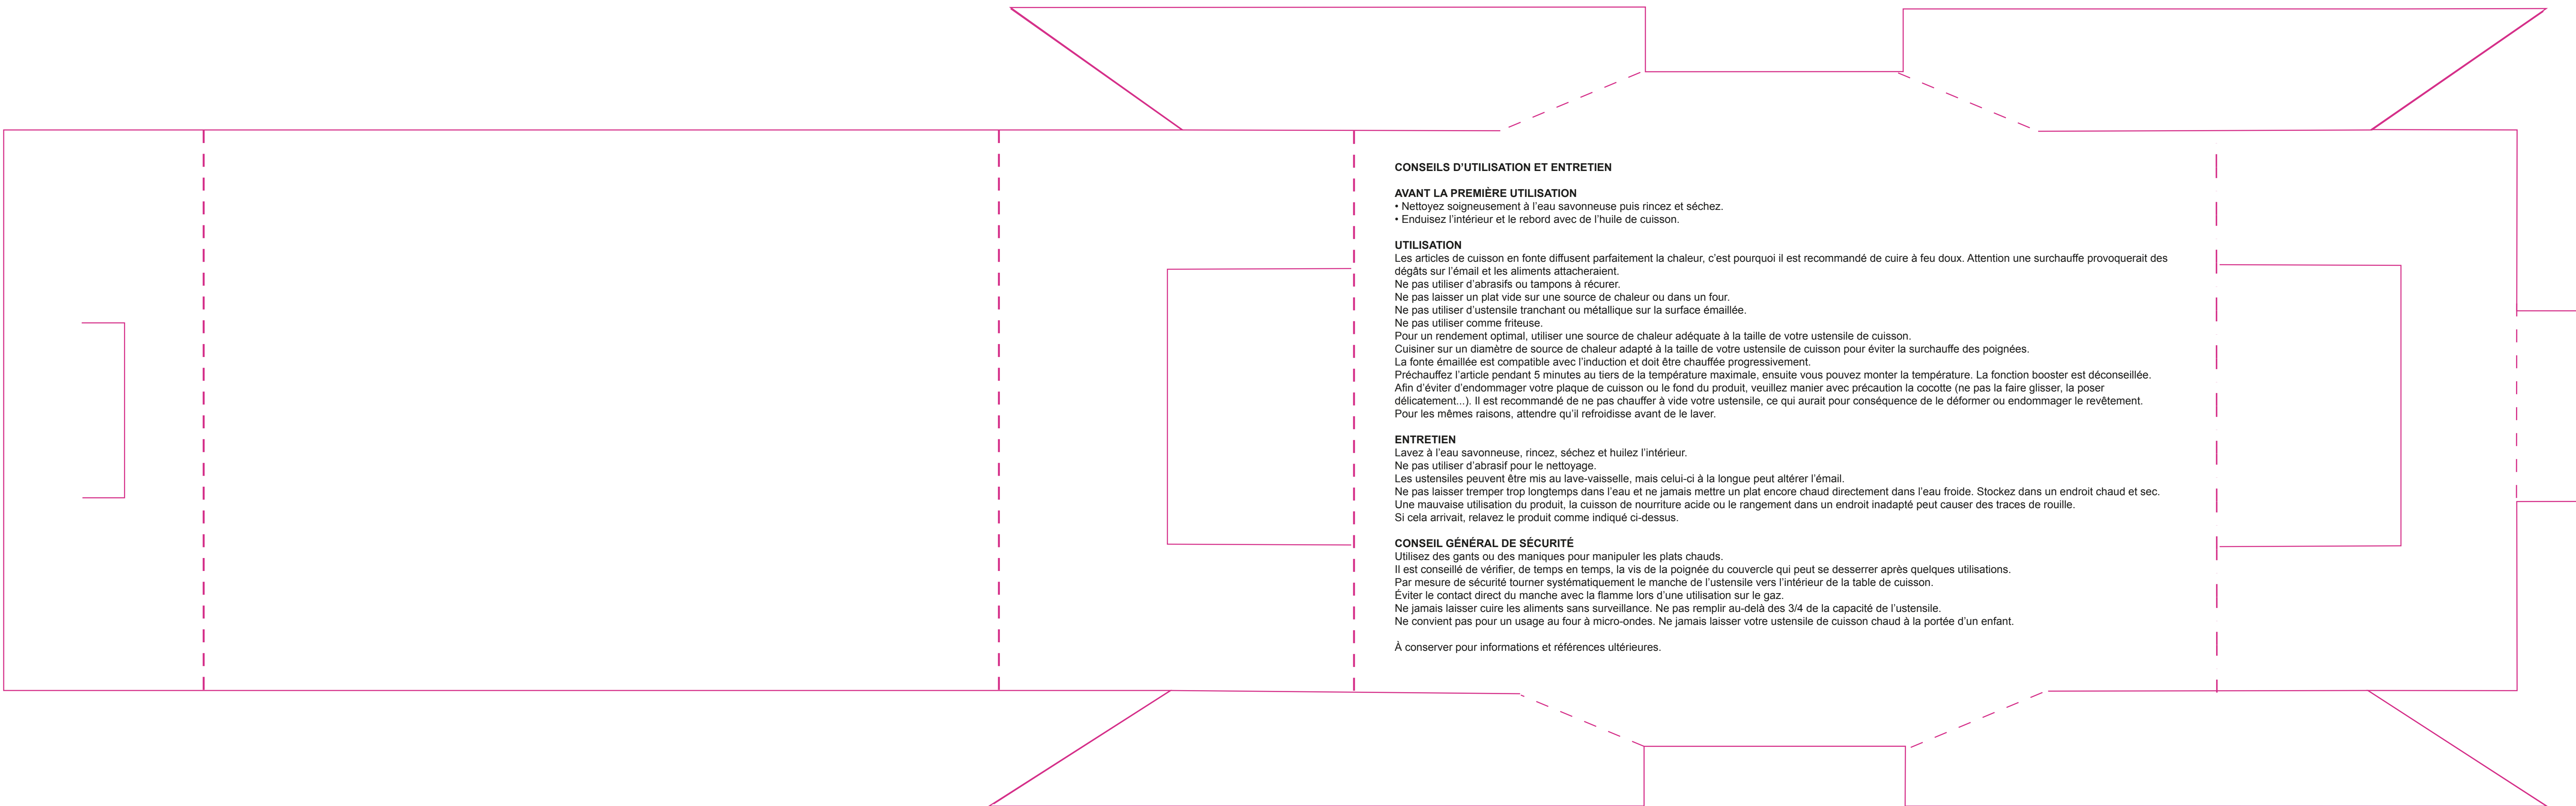 CONSEILS D’UTILISATION ET ENTRETIEN
AVANT LA PREMIÈRE UTILISATION
• Nettoyez soigneusement à l’eau savonneuse puis rincez et séchez.
• Enduisez l’intérieur et le rebord avec de l’huile de cuisson.
UTILISATION
Les articles de cuisson en fonte diffusent parfaitement la chaleur, c’est pourquoi il est recommandé de cuire à feu doux. Attention une surchauffe provoquerait des
dégâts sur l’émail et les aliments attacheraient.
Ne pas utiliser d’abrasifs ou tampons à récurer.
Ne pas laisser un plat vide sur une source de chaleur ou dans un four.
Ne pas utiliser d’ustensile tranchant ou métallique sur la surface émaillée.
Ne pas utiliser comme friteuse.
Pour un rendement optimal, utiliser une source de chaleur adéquate à la taille de votre ustensile de cuisson.
Cuisiner sur un diamètre de source de chaleur adapté à la taille de votre ustensile de cuisson pour éviter la surchauffe des poignées.
La fonte émaillée est compatible avec l’induction et doit être chauffée progressivement.
Préchauffez l’article pendant 5 minutes au tiers de la température maximale, ensuite vous pouvez monter la température. La fonction booster est déconseillée.
Afin d’éviter d’endommager votre plaque de cuisson ou le fond du produit, veuillez manier avec précaution la cocotte (ne pas la faire glisser, la poser
délicatement...). Il est recommandé de ne pas chauffer à vide votre ustensile, ce qui aurait pour conséquence de le déformer ou endommager le revêtement.
Pour les mêmes raisons, attendre qu’il refroidisse avant de le laver.
ENTRETIEN
Lavez à l’eau savonneuse, rincez, séchez et huilez l’intérieur.
Ne pas utiliser d’abrasif pour le nettoyage.
Les ustensiles peuvent être mis au lave-vaisselle, mais celui-ci à la longue peut altérer l’émail.
Ne pas laisser tremper trop longtemps dans l’eau et ne jamais mettre un plat encore chaud directement dans l’eau froide. Stockez dans un endroit chaud et sec.
Une mauvaise utilisation du produit, la cuisson de nourriture acide ou le rangement dans un endroit inadapté peut causer des traces de rouille.
Si cela arrivait, relavez le produit comme indiqué ci-dessus.
CONSEIL GÉNÉRAL DE SÉCURITÉ
Utilisez des gants ou des maniques pour manipuler les plats chauds.
Il est conseillé de vérifier, de temps en temps, la vis de la poignée du couvercle qui peut se desserrer après quelques utilisations.
Par mesure de sécurité tourner systématiquement le manche de l’ustensile vers l’intérieur de la table de cuisson.
Éviter le contact direct du manche avec la flamme lors d’une utilisation sur le gaz.
Ne jamais laisser cuire les aliments sans surveillance. Ne pas remplir au-delà des 3/4 de la capacité de l’ustensile.
Ne convient pas pour un usage au four à micro-ondes. Ne jamais laisser votre ustensile de cuisson chaud à la portée d’un enfant.
À conserver pour informations et références ultérieures.